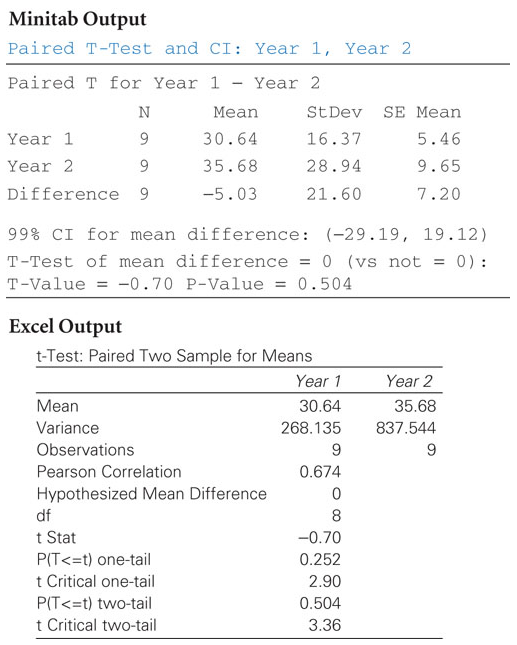 Minitab Output
Paired T-Test and CI: Year 1, Year 2
Paired T for Year 1 − Year 2
N Mean StDev SE Mean
Year 1 9 30.64 16.37 5.46
Year 2 9 35.68 28.94 9.65
Difference 9 −5.03 21.60 7.20
99% CI for mean difference: (−29.19, 19.12)
T-Test of mean difference = 0 (vs not = 0):
T-Value = −0.70 P-Value = 0.504
Excel Output
t-Test: Paired Two Sample for Means
Year 1 Year 2
Mean 30.64 35.68
Variance 268.135 837.544
Observations 9 9
Pearson Correlation 0.674
Hypothesized Mean Difference 0
df 8
t Stat −0.70
P(T<=t) one-tail 0.252
t Critical one-tail 2.90
P(T<=t) two-tail 0.504
t Critical two-tail 3.36